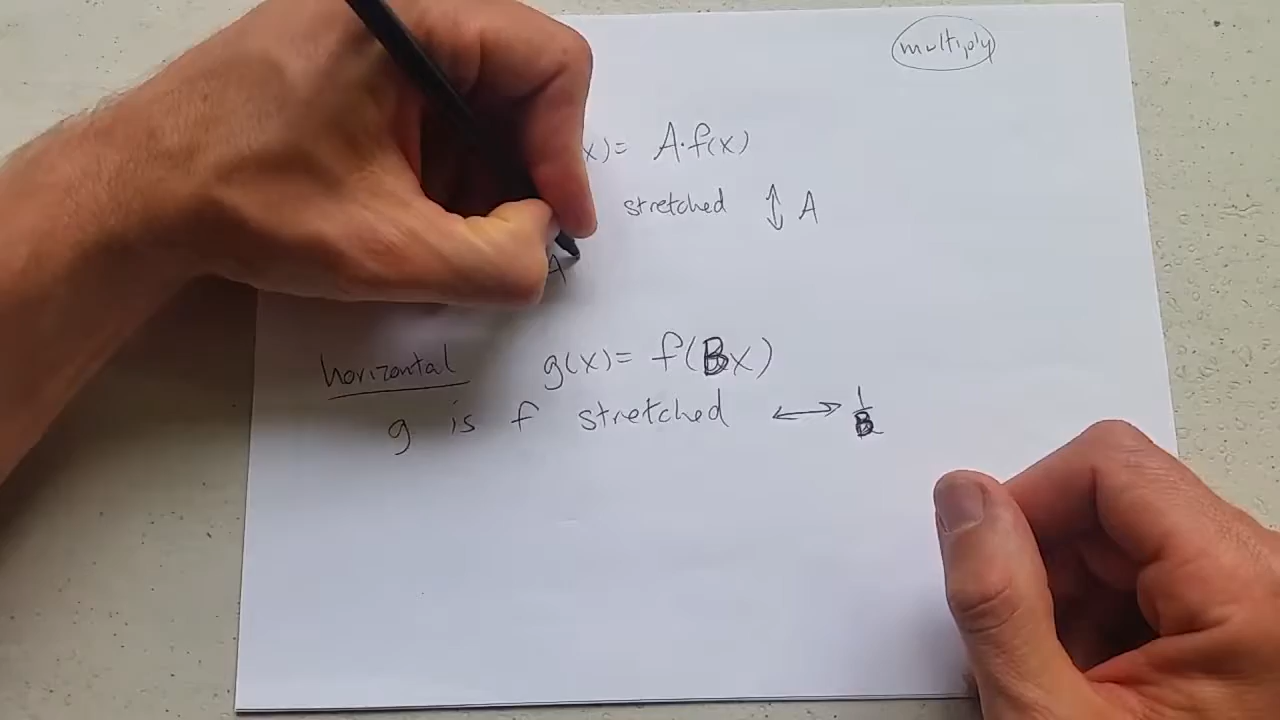 multiply
x)= A·f(x)
stretched ↕ A
A
horizontal g(x)= f(Bx)
g is f stretched ↔ 1/B